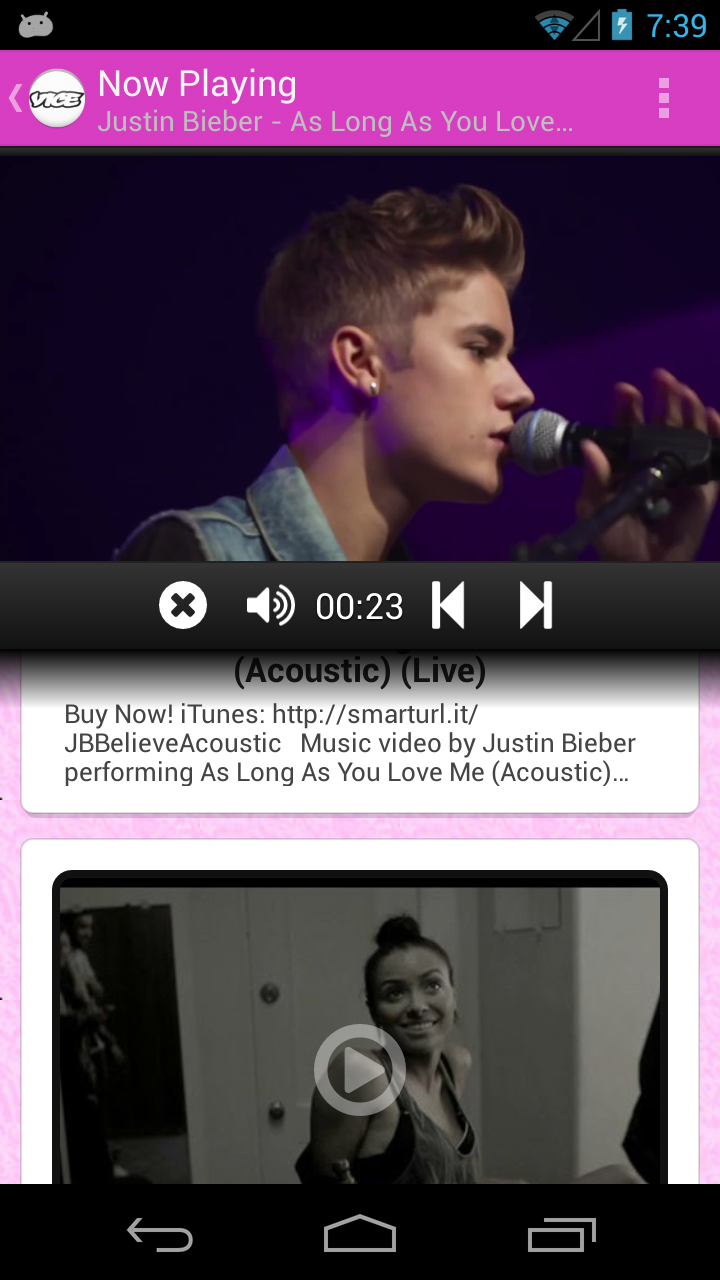 7:39
VICE
Now Playing
Justin Bieber - As Long As You Love...
00:23
(Acoustic) (Live)
Buy Now! iTunes: http://smarturl.it/
JBBelieveAcoustic   Music video by Justin Bieber
performing As Long As You Love Me (Acoustic)...